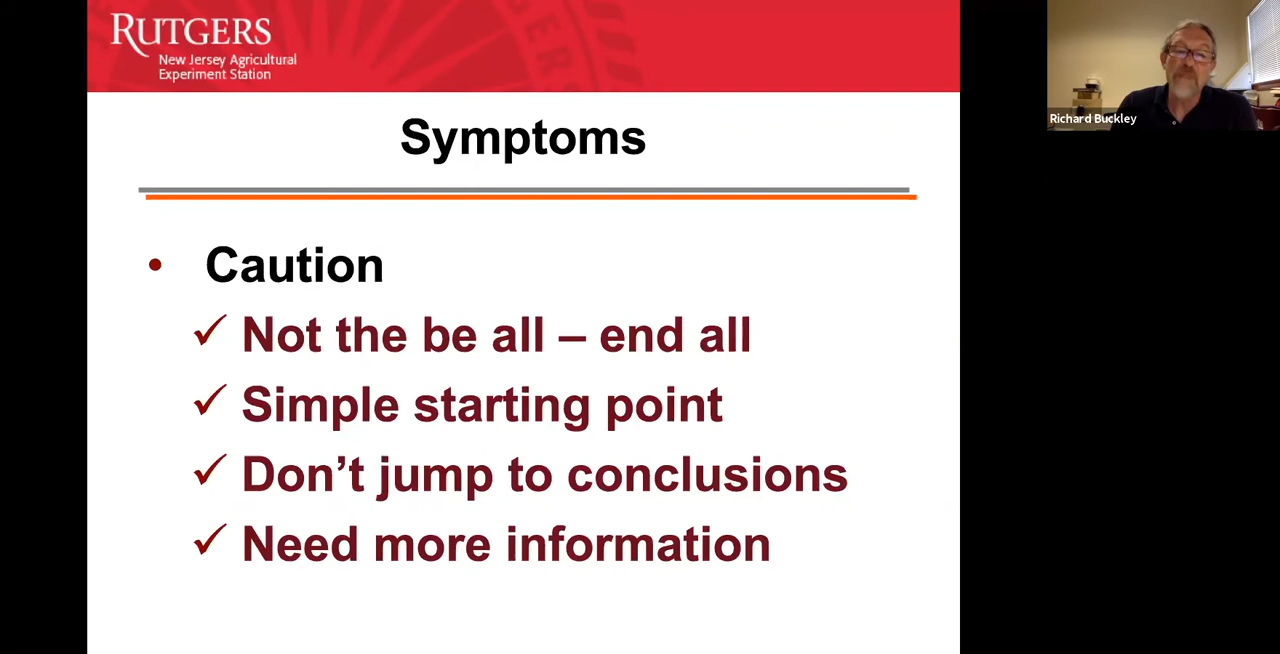 RUTGERS
New Jersey Agricultural
Experiment Station
Richard Buckley
Symptoms
• Caution
✓ Not the be all – end all
✓ Simple starting point
✓ Don’t jump to conclusions
✓ Need more information